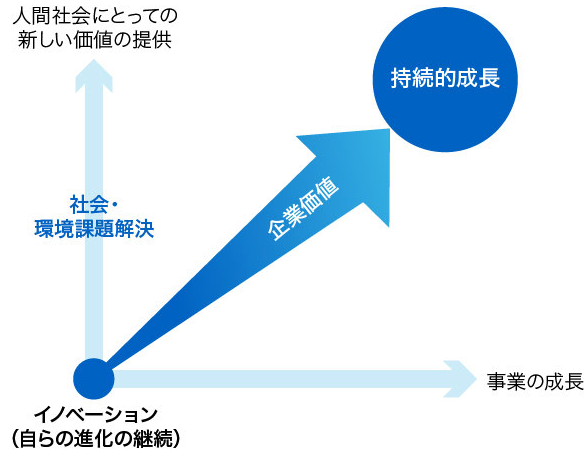 人間社会にとっての
新しい価値の提供
持続的成長
企業価値
社会・
環境課題解決
事業の成長
イノベーション
（自らの進化の継続）